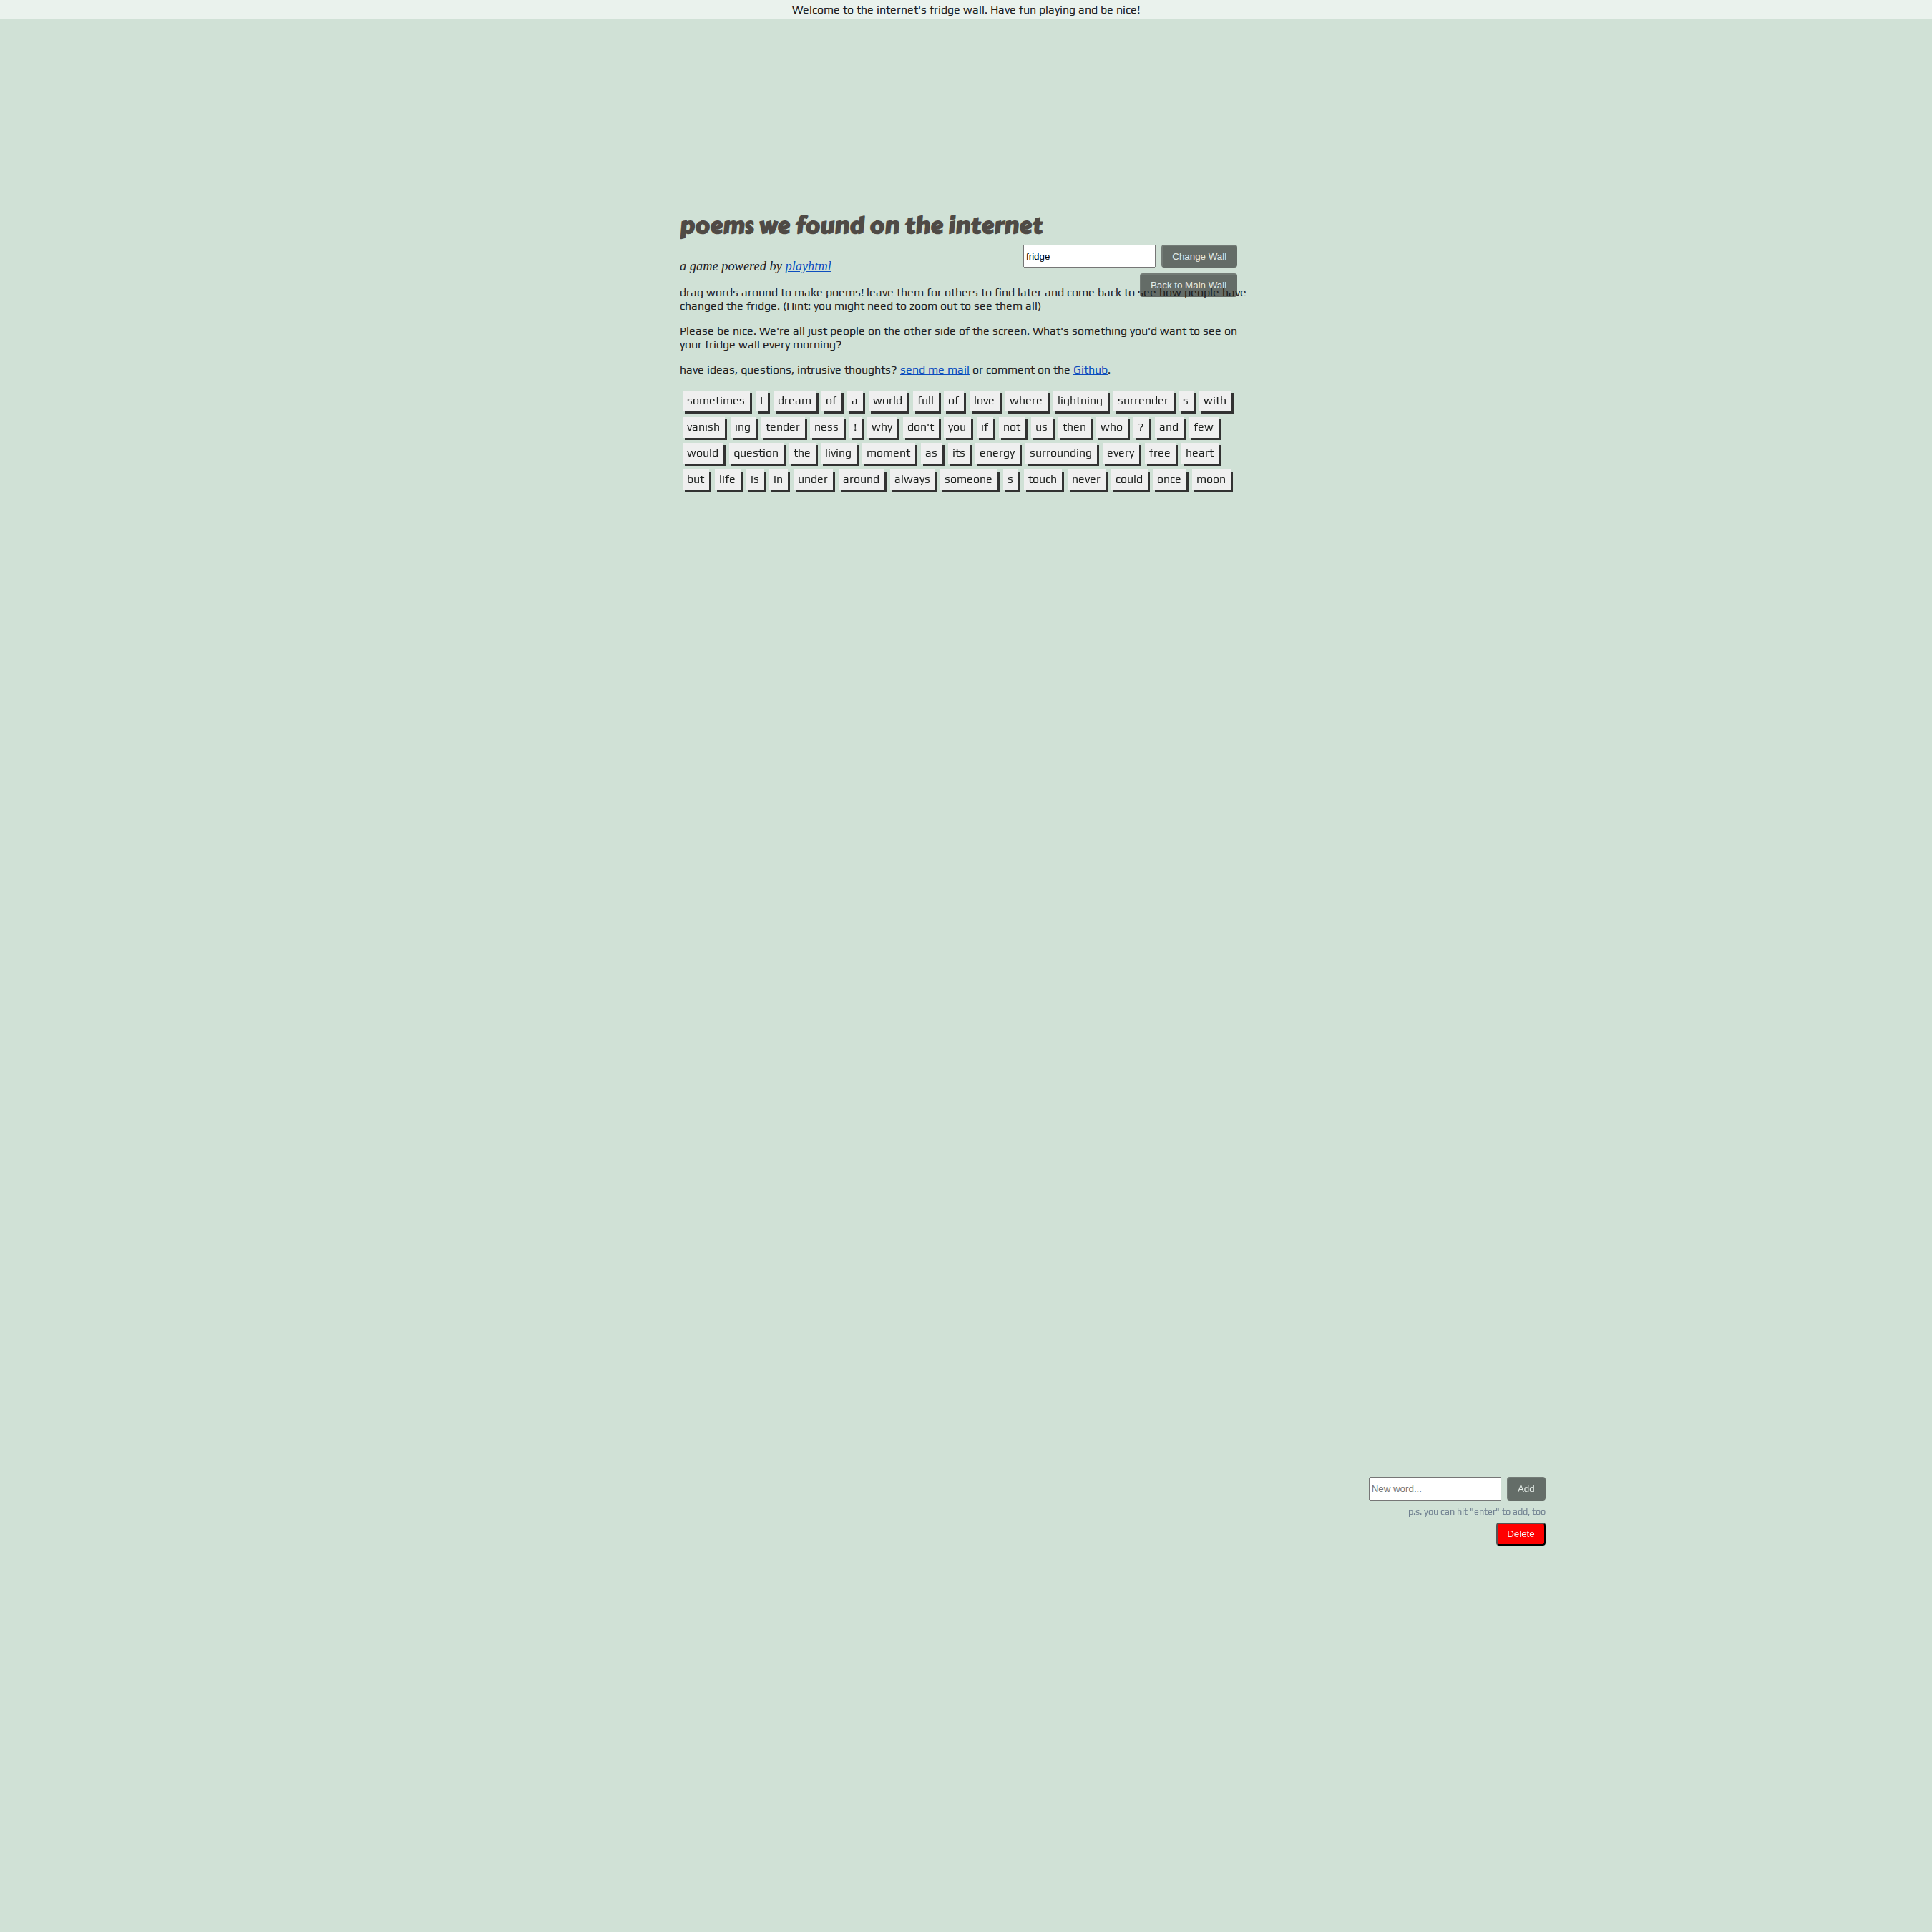 Welcome to the internet's fridge wall. Have fun playing and be nice!
poems we found on the internet
fridge
Change Wall
a game powered by playhtml
Back to Main Wall
drag words around to make poems! leave them for others to find later and come back to see how people have
changed the fridge. (Hint: you might need to zoom out to see them all)
Please be nice. We're all just people on the other side of the screen. What's something you'd want to see on
your fridge wall every morning?
have ideas, questions, intrusive thoughts? send me mail or comment on the Github.
sometimes I dream of a world full of love where lightning surrender s with
vanish ing tender ness ! why don't you if not us then who ? and few
would question the living moment as its energy surrounding every free heart
but life is in under around always someone s touch never could once moon
New word...
Add
p.s. you can hit "enter" to add, too
Delete